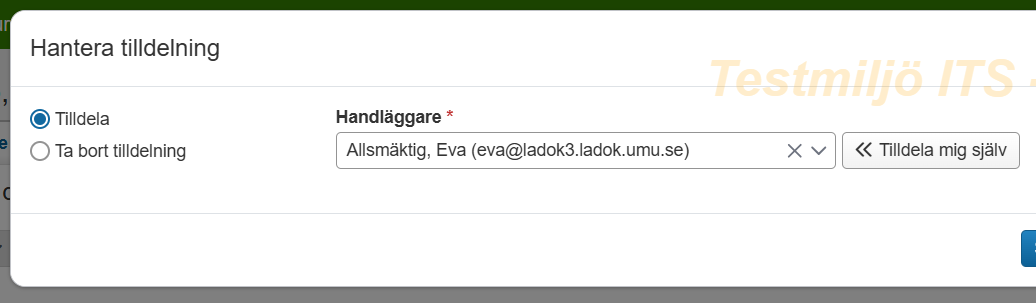 Hantera tilldelning
Testmiljö ITS -
Tilldela
Ta bort tilldelning
Handläggare *
Allsmäktig, Eva (eva@ladok3.ladok.umu.se)
Tilldela mig själv